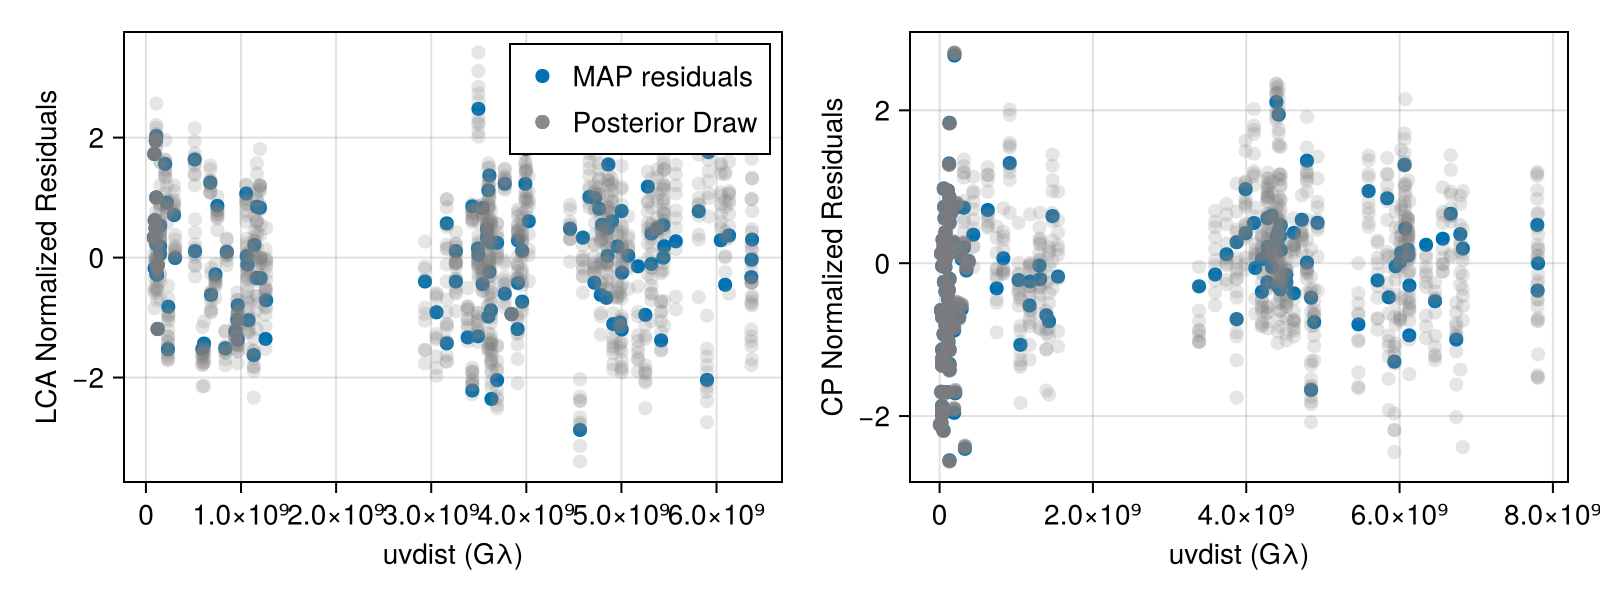 LCA Normalized Residuals
2
0
−2
MAP residuals
Posterior Draw
0 1.0×10⁹ 2.0×10⁹ 3.0×10⁹ 4.0×10⁹ 5.0×10⁹ 6.0×10⁹
uvdist (Gλ)
CP Normalized Residuals
2
0
−2
0 2.0×10⁹ 4.0×10⁹ 6.0×10⁹ 8.0×10⁹
uvdist (Gλ)